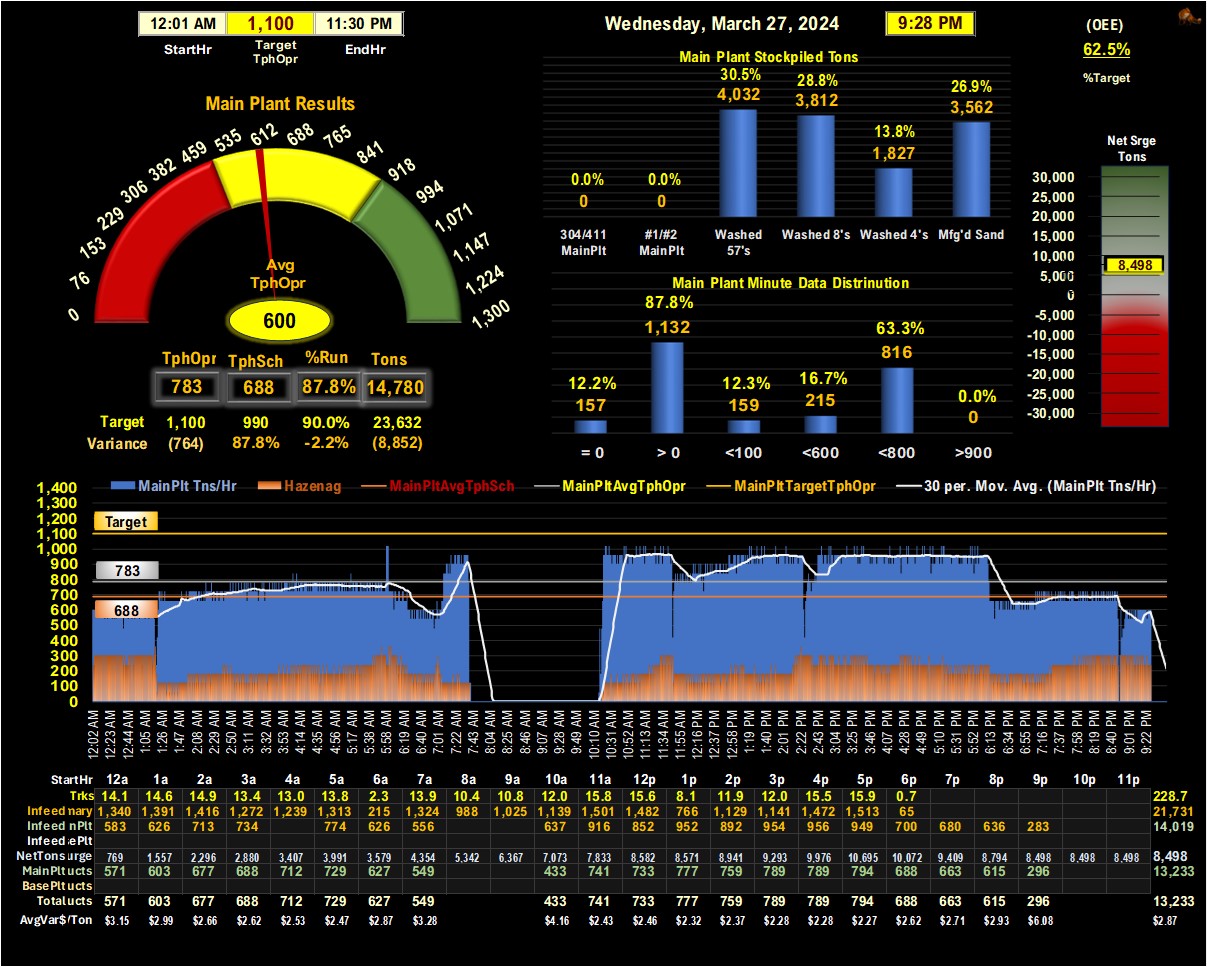 12:01 AM 1,100 11:30 PM
StartHr Target TphOpr EndHr
Wednesday, March 27, 2024 9:28 PM
(OEE)
62.5%
%Target
Main Plant Results
0 76 153 229 306 382 459 535 612 688 765 841 918 994 1,071 1,147 1,224 1,300
Avg
TphOpr
600
TphOpr TphSch %Run Tons
783 688 87.8% 14,780
Target 1,100 990 90.0% 23,632
Variance (764) 87.8% -2.2% (8,852)
Main Plant Stockpiled Tons
0.0% 0.0% 30.5% 28.8% 13.8% 26.9%
0 0 4,032 3,812 1,827 3,562
304/411 MainPlt #1/#2 MainPlt Washed 57's Washed 8's Washed 4's Mfg'd Sand
Main Plant Minute Data Distrinution
12.2% 87.8% 12.3% 16.7% 63.3% 0.0%
157 1,132 159 215 816 0
= 0 > 0 <100 <600 <800 >900
Net Srge
Tons
30,000
25,000
20,000
15,000
10,000
8,498
5,000
0
-5,000
-10,000
-15,000
-20,000
-25,000
-30,000
MainPlt Tns/Hr Hazenag MainPltAvgTphSch MainPltAvgTphOpr MainPltTargetTphOpr 30 per. Mov. Avg. (MainPlt Tns/Hr)
1,400
1,300
1,200
Target
1,100
1,000
900
783
800
700
688
600
500
400
300
200
100
0
12:02 AM 12:23 AM 12:44 AM 1:05 AM 1:26 AM 1:47 AM 2:08 AM 2:29 AM 2:50 AM 3:11 AM 3:32 AM 3:53 AM 4:14 AM 4:35 AM 4:56 AM 5:17 AM 5:38 AM 5:58 AM 6:19 AM 6:40 AM 7:01 AM 7:22 AM 7:43 AM 8:04 AM 8:25 AM 8:46 AM 9:07 AM 9:28 AM 9:49 AM 10:10 AM 10:31 AM 10:52 AM 11:13 AM 11:34 AM 11:55 AM 12:16 PM 12:37 PM 12:58 PM 1:19 PM 1:40 PM 2:01 PM 2:22 PM 2:43 PM 3:04 PM 3:25 PM 3:46 PM 4:07 PM 4:28 PM 4:49 PM 5:10 PM 5:31 PM 5:52 PM 6:13 PM 6:34 PM 6:55 PM 7:16 PM 7:37 PM 7:58 PM 8:19 PM 8:40 PM 9:01 PM 9:22 PM
StartHr 12a 1a 2a 3a 4a 5a 6a 7a 8a 9a 10a 11a 12p 1p 2p 3p 4p 5p 6p 7p 8p 9p 10p 11p
Trks 14.1 14.6 14.9 13.4 13.0 13.8 2.3 13.9 10.4 10.8 12.0 15.8 15.6 8.1 11.9 12.0 15.5 15.9 0.7 228.7
Infeed nary 1,340 1,391 1,416 1,272 1,239 1,313 215 1,324 988 1,025 1,139 1,501 1,482 766 1,129 1,141 1,472 1,513 65 21,731
Infeed nPlt 583 626 713 734 774 626 556 637 916 852 952 892 954 956 949 700 680 636 283 14,019
Infeed ePlt
NetTons urge 769 1,557 2,296 2,880 3,407 3,991 3,579 4,354 5,342 6,367 7,073 7,833 8,582 8,571 8,941 9,293 9,976 10,695 10,072 9,409 8,794 8,498 8,498 8,498 8,498
MainPlt ucts 571 603 677 688 712 729 627 549 433 741 733 777 759 789 789 794 688 663 615 296 13,233
BasePlt ucts
Total ucts 571 603 677 688 712 729 627 549 433 741 733 777 759 789 789 794 688 663 615 296 13,233
AvgVar$/Ton $3.15 $2.99 $2.66 $2.62 $2.53 $2.47 $2.87 $3.28 $4.16 $2.43 $2.46 $2.32 $2.37 $2.28 $2.28 $2.27 $2.62 $2.71 $2.93 $6.08 $2.87